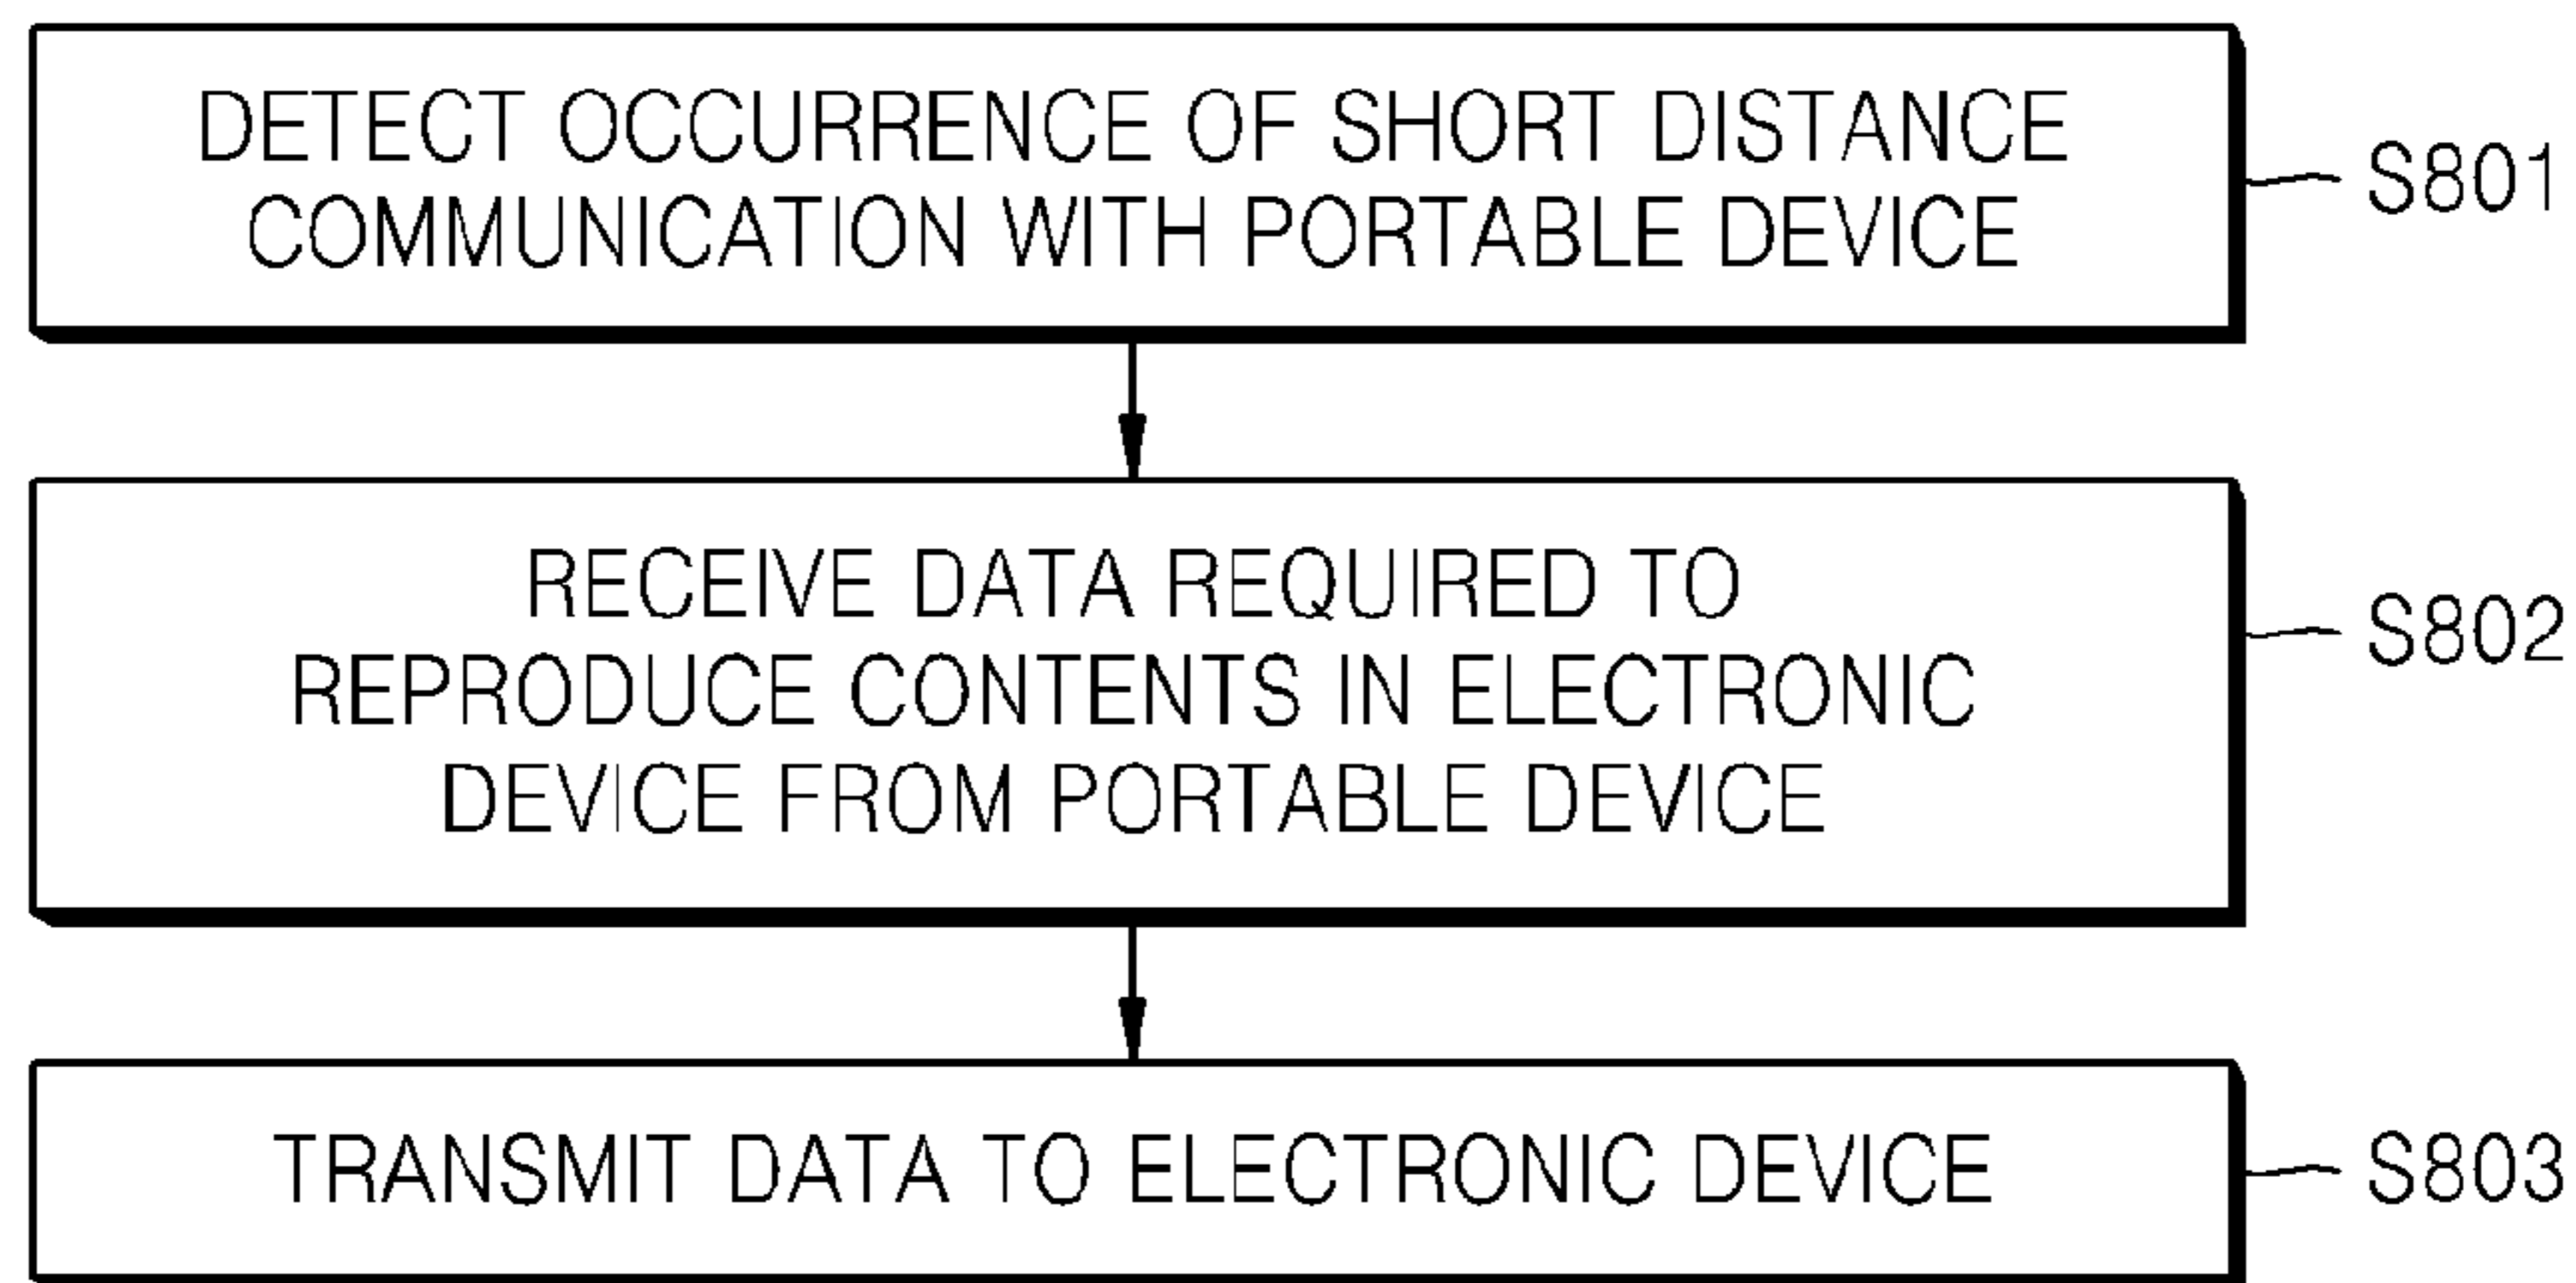 DETECT OCCURRENCE OF SHORT DISTANCE
COMMUNICATION WITH PORTABLE DEVICE
S801
RECEIVE DATA REQUIRED TO
REPRODUCE CONTENTS IN ELECTRONIC
DEVICE FROM PORTABLE DEVICE
S802
TRANSMIT DATA TO ELECTRONIC DEVICE
S803